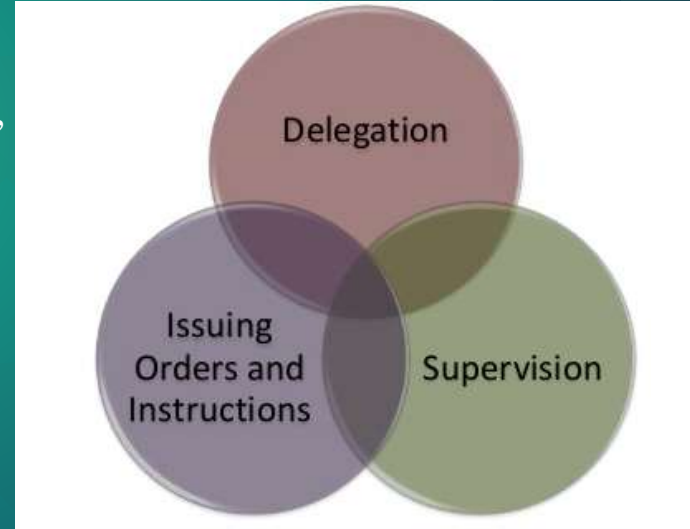 ,
Delegation
Issuing
Orders and
Instructions
Supervision